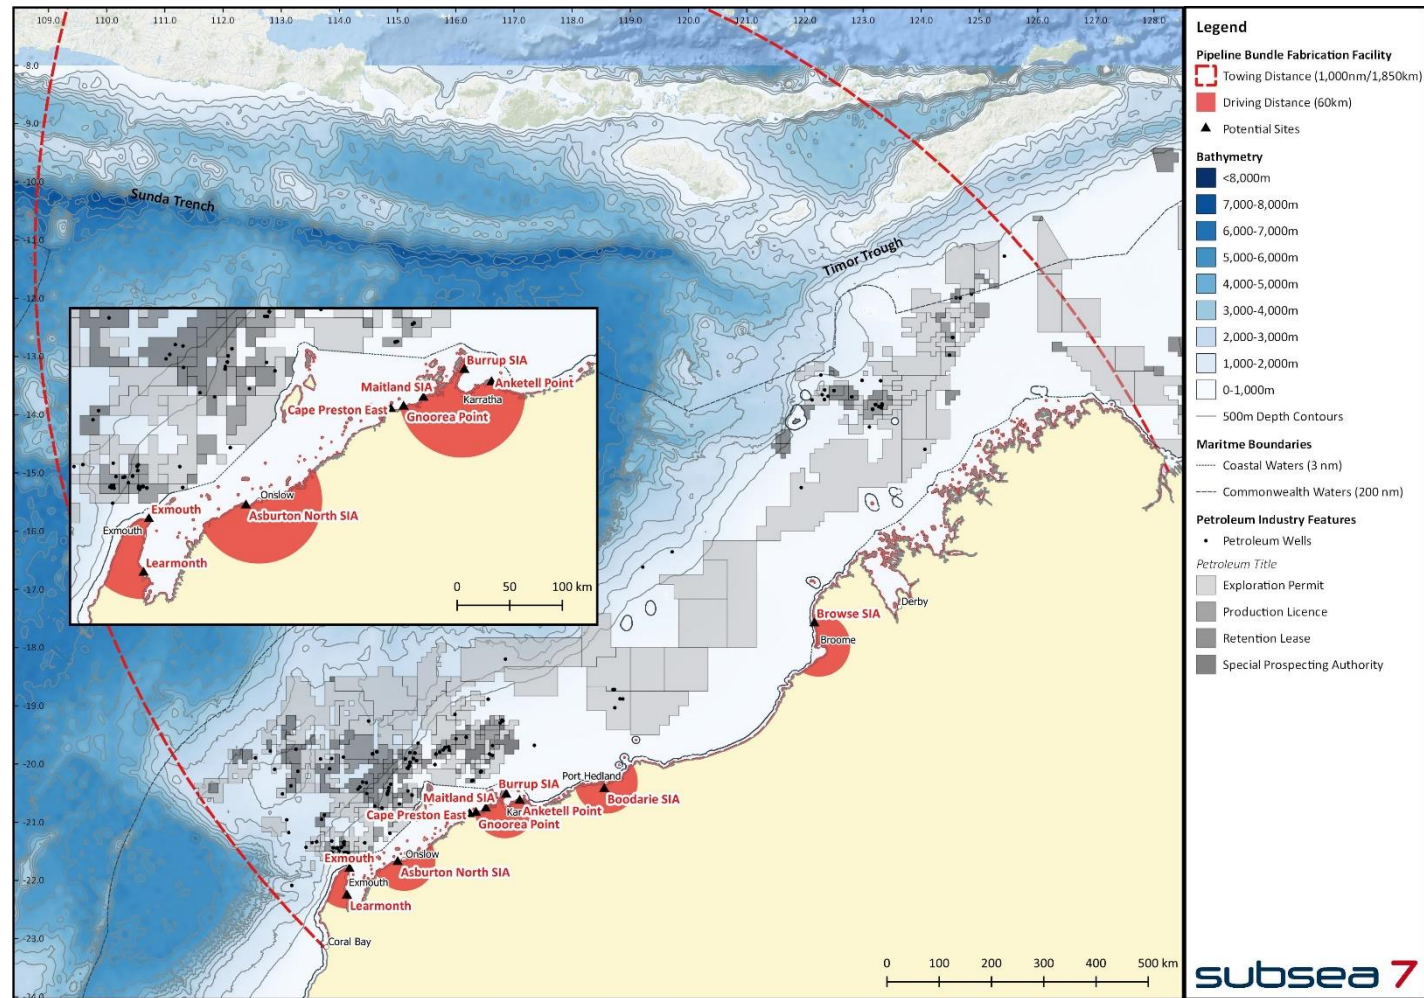 109.0
110.0
111.0
112.0
113.0
114.0
115.0
116.0
117.0
118.0
119.0
120.0
121.0
122.0
123.0
124.0
125.0
126.0
127.0
128.0
-8.0
-9.0
-10.0
-11.0
-12.0
-13.0
-14.0
-15.0
-16.0
-17.0
-18.0
-19.0
-20.0
-21.0
-22.0
-23.0
Sunda Trench
Timor Trough
Burrup SIA
Maitland SIA
Anketell Point
Karratha
Cape Preston East
Gnoorea Point
Onslow
Asburton North SIA
Exmouth
Exmouth
Learmonth
0 50 100 km
Derby
Browse SIA
Broome
Port Hedland
Boodarie SIA
Burrup SIA
Maitland SIA
Anketell Point
Cape Preston East
Gnoorea Point
Onslow
Asburton North SIA
Exmouth
Exmouth
Learmonth
Coral Bay
0 100 200 300 400 500 km
Legend
Pipeline Bundle Fabrication Facility
Towing Distance (1,000nm/1,850km)
Driving Distance (60km)
Potential Sites
Bathymetry
<8,000m
7,000-8,000m
6,000-7,000m
5,000-6,000m
4,000-5,000m
3,000-4,000m
2,000-3,000m
1,000-2,000m
0-1,000m
500m Depth Contours
Maritme Boundaries
Coastal Waters (3 nm)
Commonwealth Waters (200 nm)
Petroleum Industry Features
Petroleum Wells
Petroleum Title
Exploration Permit
Production Licence
Retention Lease
Special Prospecting Authority
subsea 7